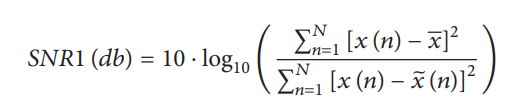 SNR1 (db) = 10 · log₁₀ ( ∑ₙ₌₁ᴺ [x (n) − x̅]² / ∑ₙ₌₁ᴺ [x (n) − x̃ (n)]² )